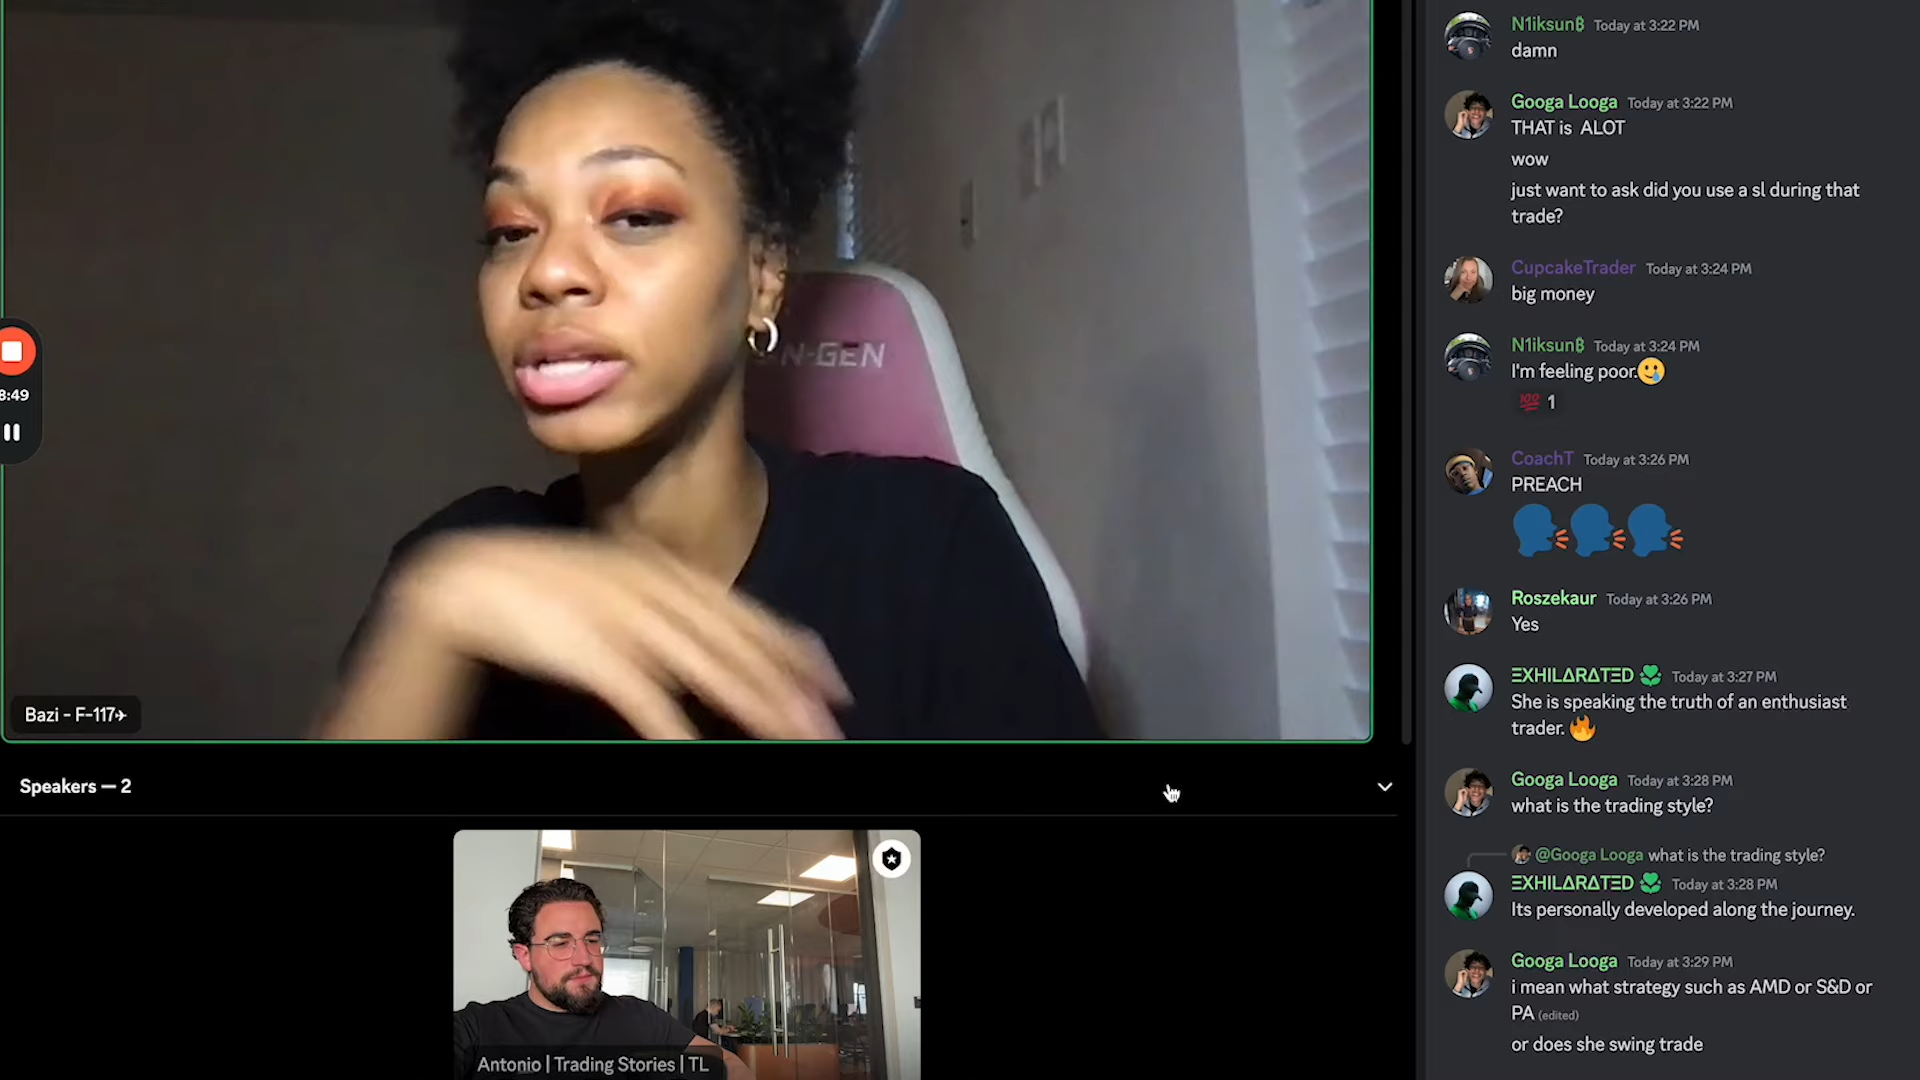 N-GEN
8:49
Bazi - F-117✈
Speakers — 2
Antonio | Trading Stories | TL
N1iksun₿ Today at 3:22 PM
damn
Googa Looga Today at 3:22 PM
THAT is ALOT
wow
just want to ask did you use a sl during that
trade?
CupcakeTrader Today at 3:24 PM
big money
N1iksun₿ Today at 3:24 PM
I'm feeling poor.🥲
💯 1
CoachT Today at 3:26 PM
PREACH
🗣️🗣️🗣️
Roszekaur Today at 3:26 PM
Yes
ΞXHILΔRΔTΞD Today at 3:27 PM
She is speaking the truth of an enthusiast
trader. 🔥
Googa Looga Today at 3:28 PM
what is the trading style?
@Googa Looga what is the trading style?
ΞXHILΔRΔTΞD Today at 3:28 PM
Its personally developed along the journey.
Googa Looga Today at 3:29 PM
i mean what strategy such as AMD or S&D or
PA (edited)
or does she swing trade